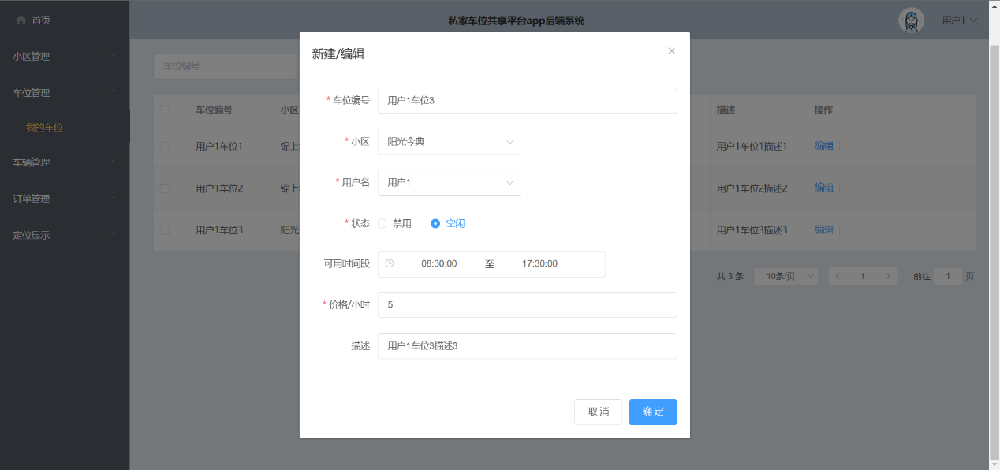 首页
私家车位共享平台app后端系统
用户1
小区管理
车位管理
我的车位
车辆管理
订单管理
定位显示
车位编号
车位编号 小区 描述 操作
用户1车位1 锦上 用户1车位1描述1 编辑
用户1车位2 锦上 用户1车位2描述2 编辑
用户1车位3 阳光 用户1车位3描述3 编辑
共 3 条 10条/页 1 前往 1 页
新建/编辑
* 车位编号 用户1车位3
* 小区 阳光今典
* 用户名 用户1
* 状态 禁用 空闲
可用时间段 08:30:00 至 17:30:00
* 价格/小时 5
描述 用户1车位3描述3
取消 确定